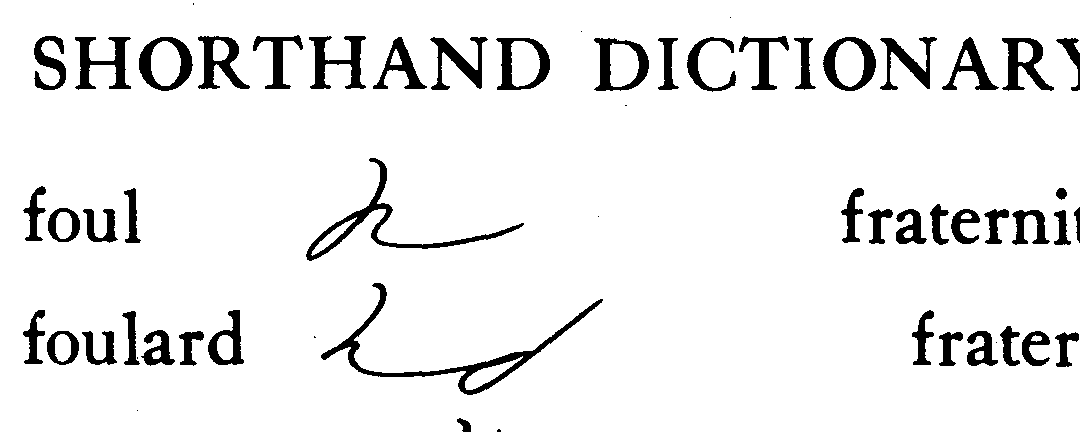 SHORTHAND DICTIONARY
foul
fraternit
foulard
frater